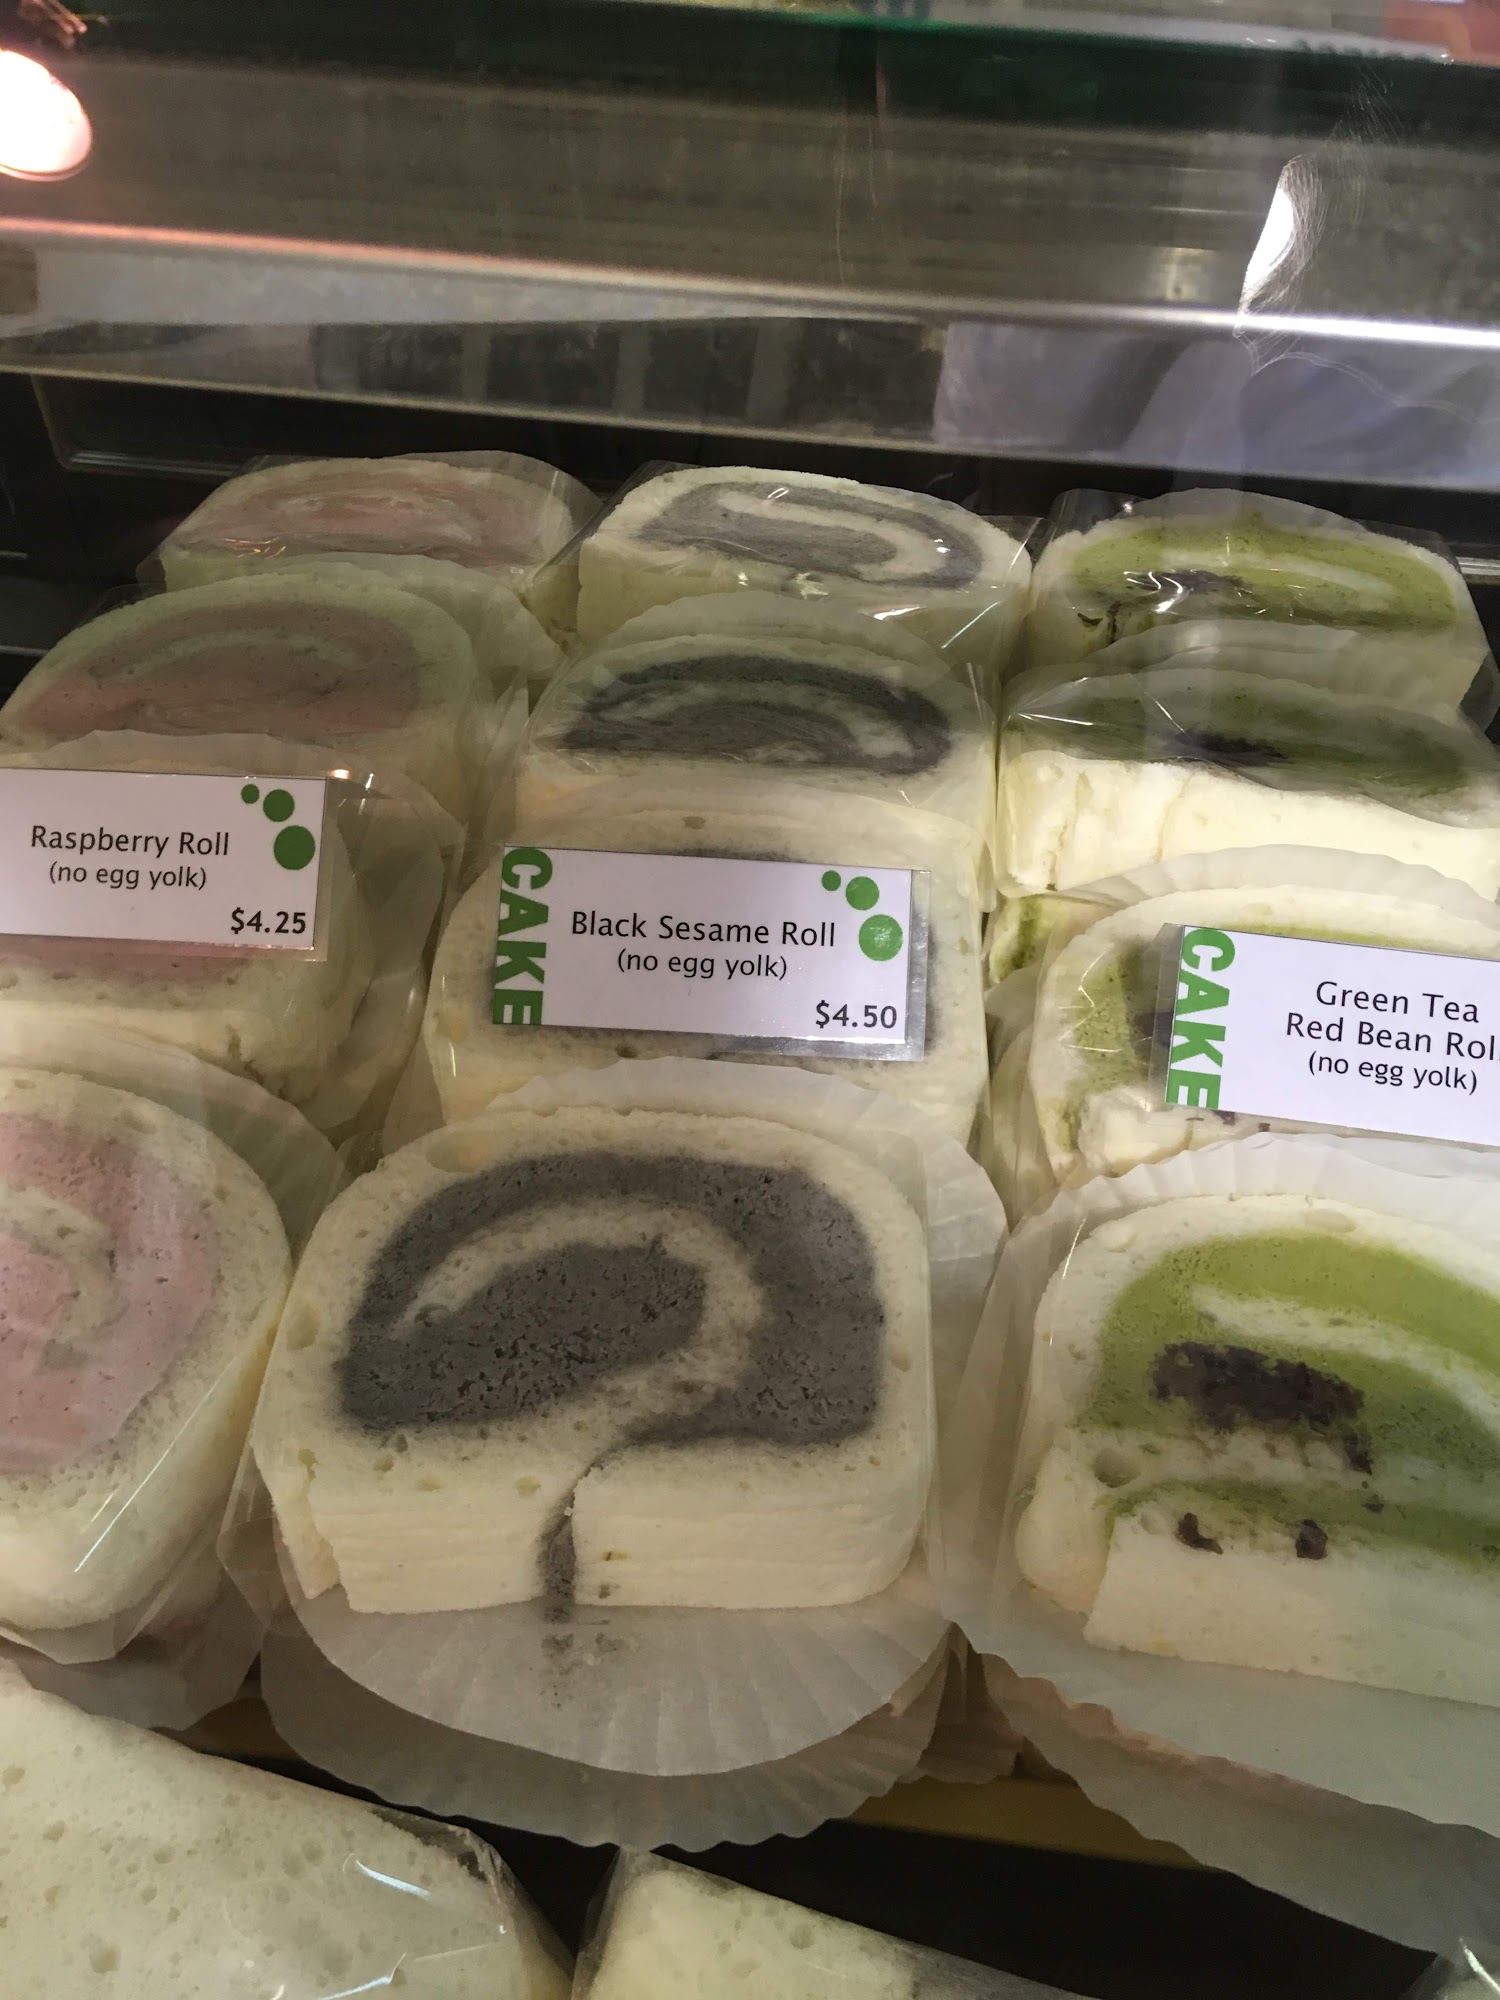 Raspberry Roll
(no egg yolk)
$4.25
CAKE
Black Sesame Roll
(no egg yolk)
$4.50
CAKE
Green Tea
Red Bean Rol
(no egg yolk)